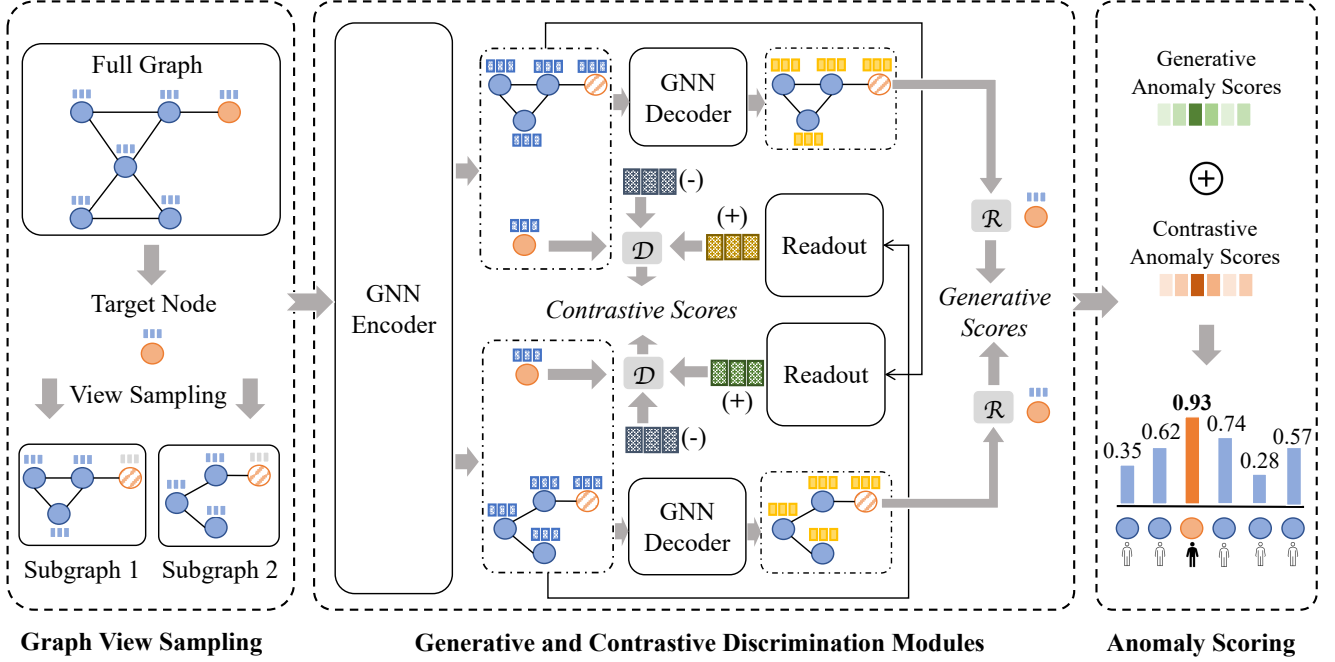 Full Graph
Target Node
View Sampling
Subgraph 1
Subgraph 2
Graph View Sampling
GNN
Encoder
GNN
Decoder
(-)
𝒟
(+)
Readout
Contrastive Scores
𝒟
(+)
Readout
(-)
GNN
Decoder
ℛ
Generative
Scores
ℛ
Generative and Contrastive Discrimination Modules
Generative
Anomaly Scores
+
Contrastive
Anomaly Scores
0.35
0.62
0.93
0.74
0.28
0.57
Anomaly Scoring